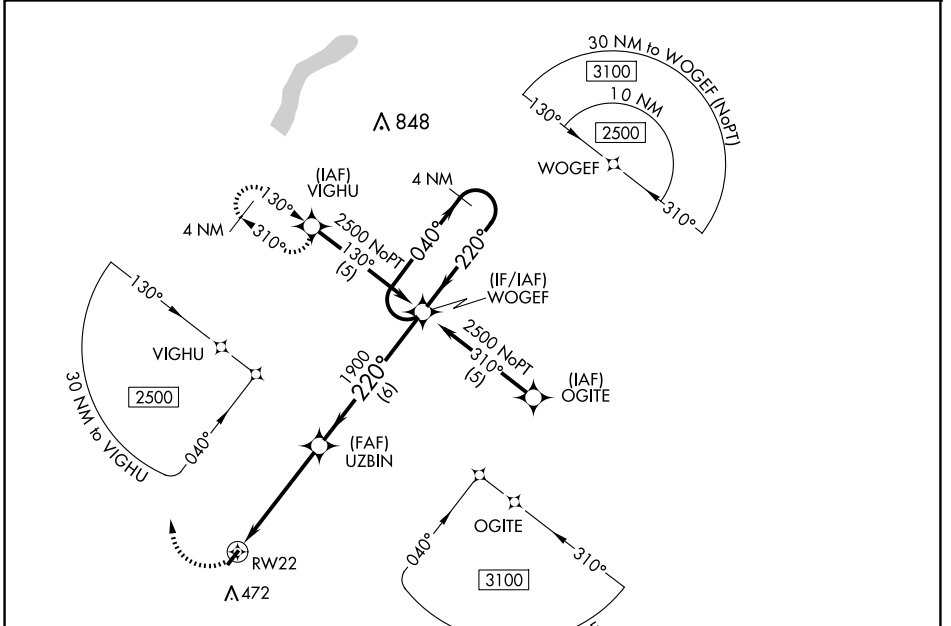 30 NM to WOGEF (NoPT)
3100
10 NM
2500
130°
WOGEF
310°
848
(IAF)
VIGHU
4 NM
130°
310°
4 NM
2500 NoPT
130°
(5)
040°
220°
(IF/IAF)
WOGEF
2500 NoPT
310°
(5)
(IAF)
OGITE
130°
VIGHU
2500
040°
30 NM to VIGHU
1900
220°
(6)
(FAF)
UZBIN
RW22
472
OGITE
040°
310°
3100